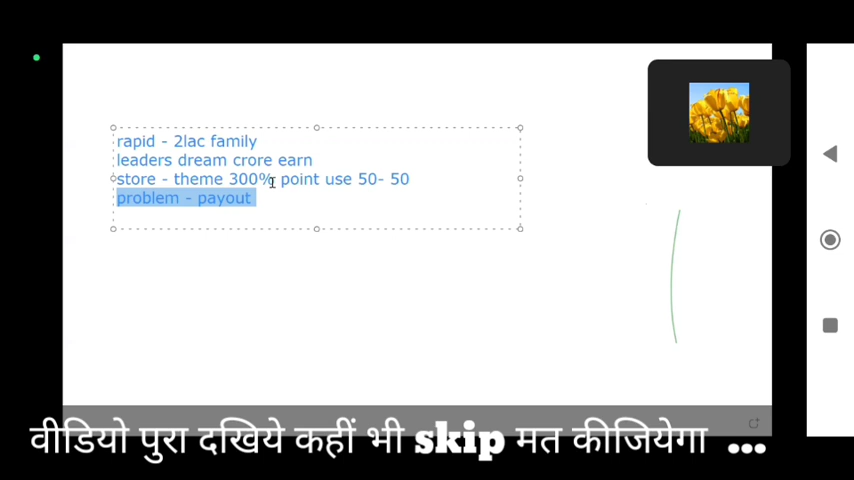 rapid - 2lac family
leaders dream crore earn
store - theme 300% point use 50- 50
problem - payout
वीडियो पुरा दखिये कहीं भी skip मत कीजियेगा ...